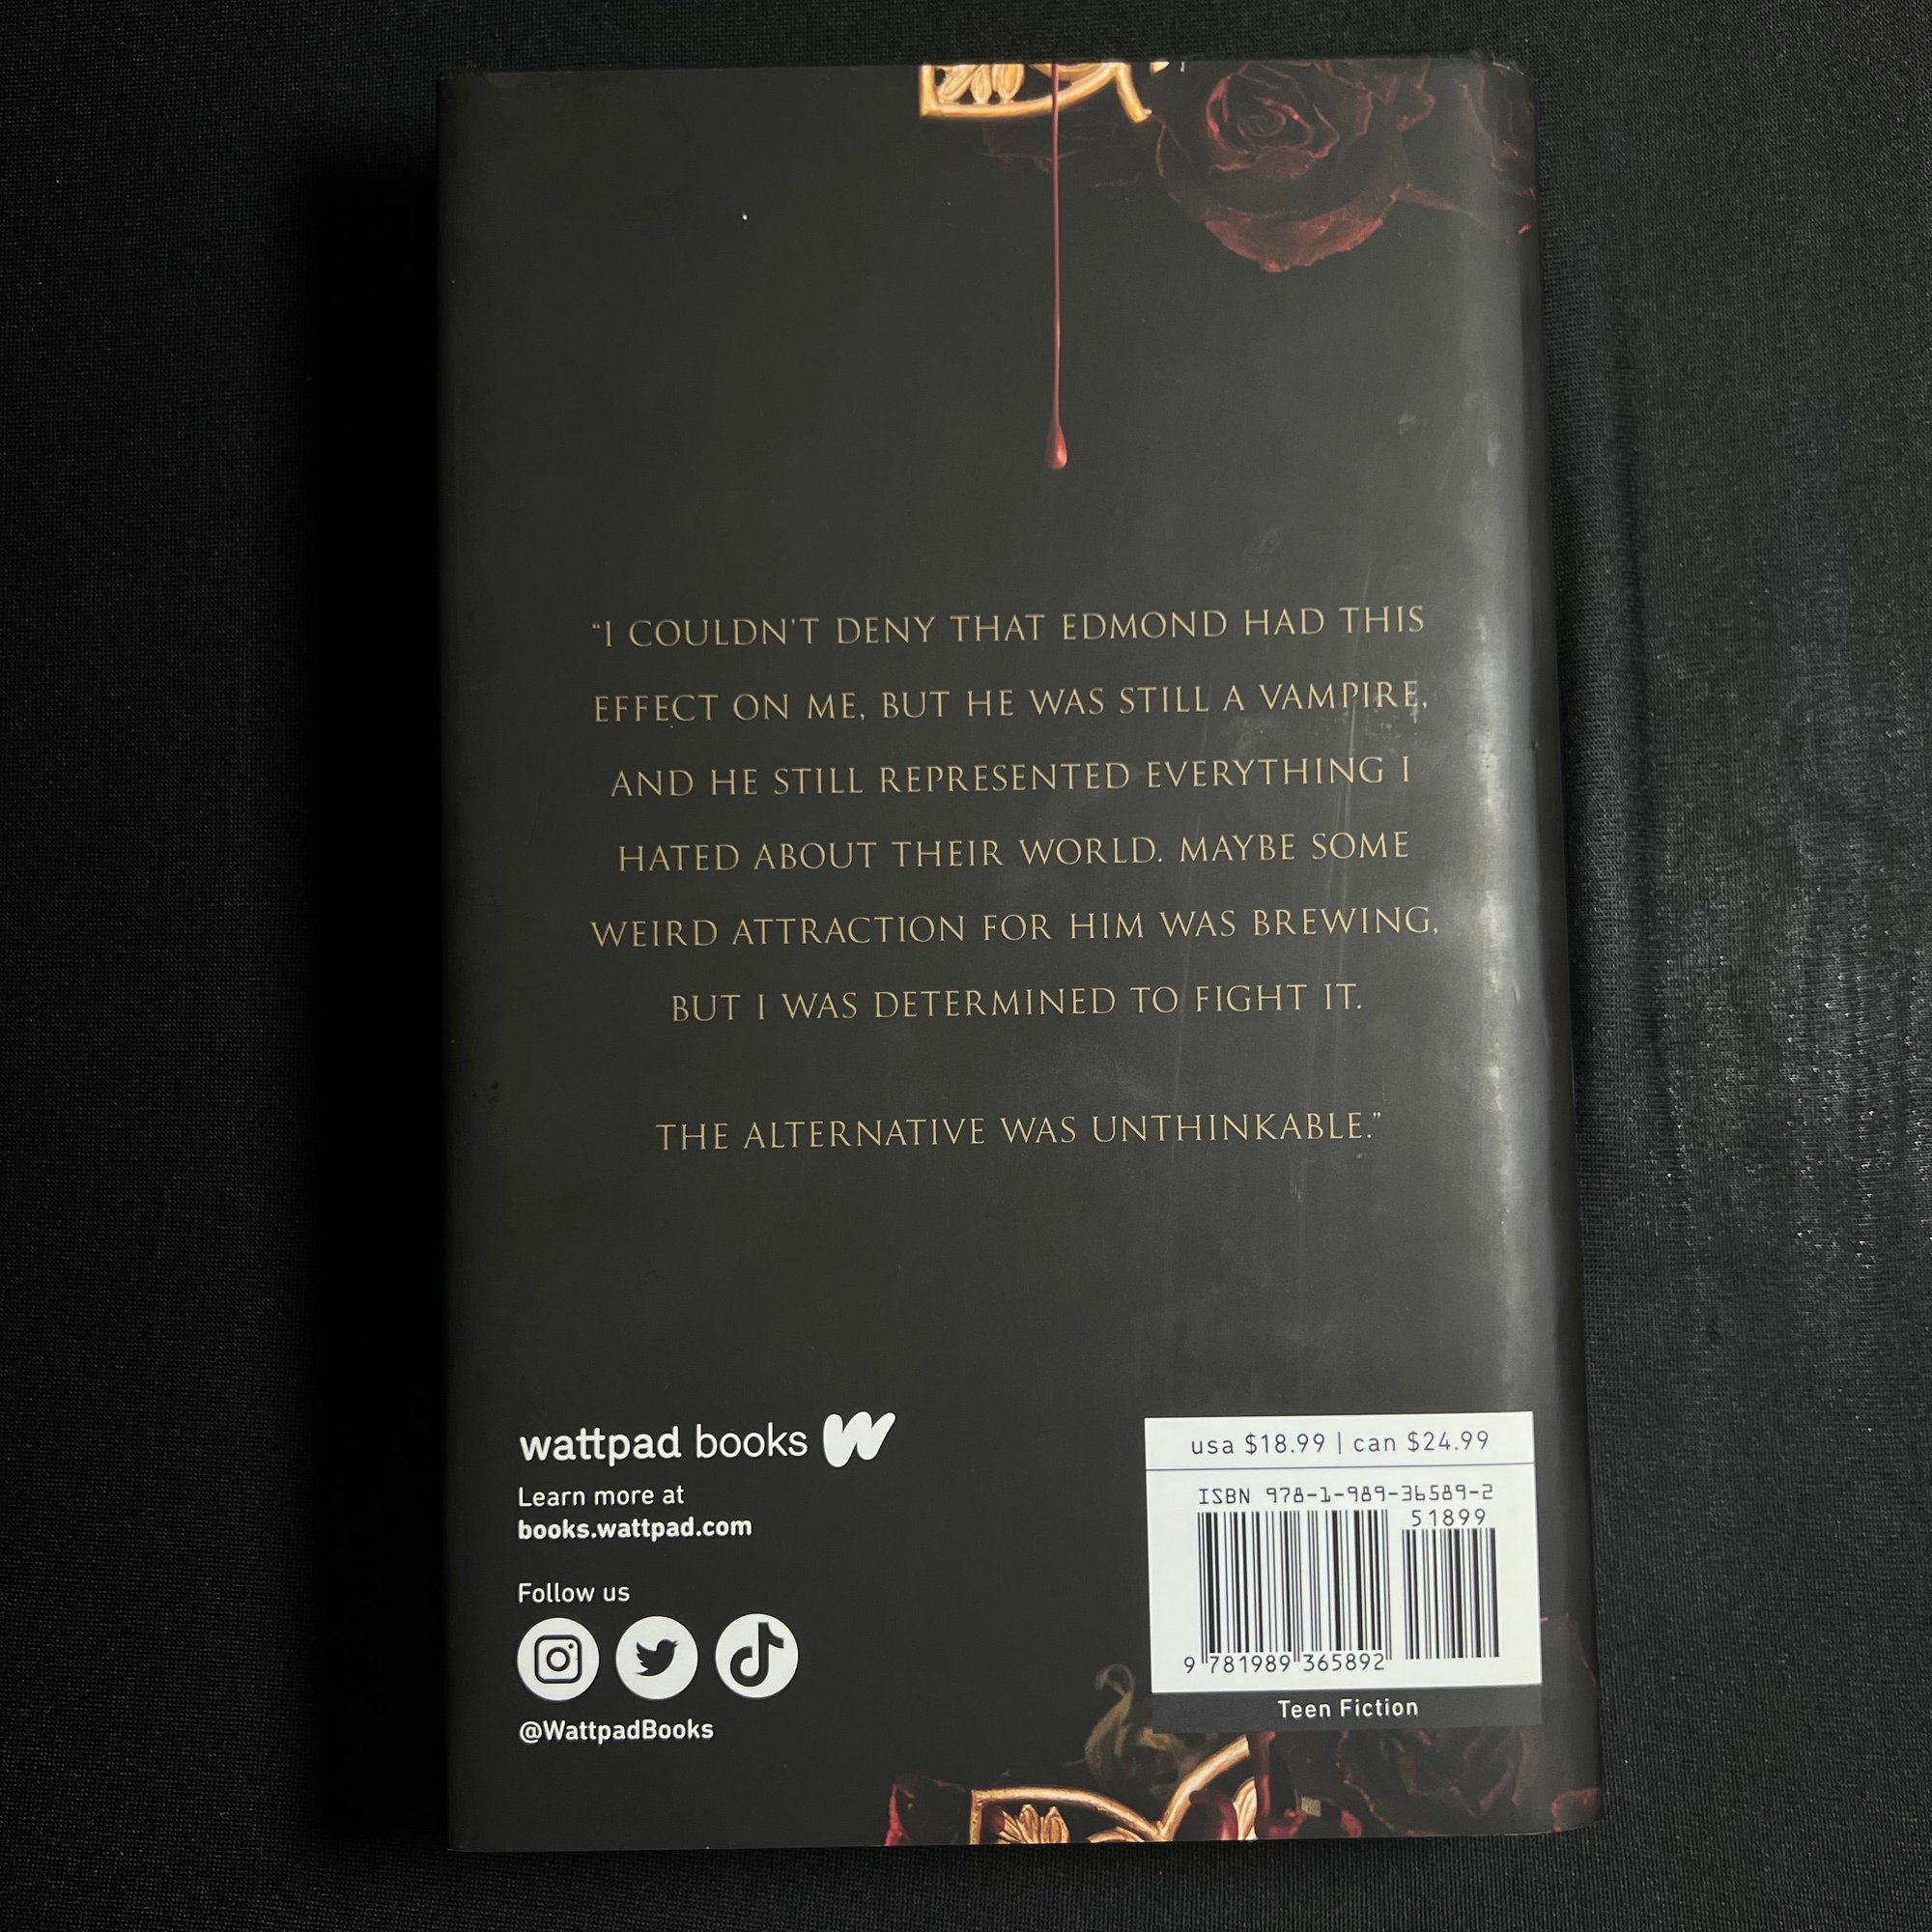 “I COULDN’T DENY THAT EDMOND HAD THIS
EFFECT ON ME, BUT HE WAS STILL A VAMPIRE,
AND HE STILL REPRESENTED EVERYTHING I
HATED ABOUT THEIR WORLD. MAYBE SOME
WEIRD ATTRACTION FOR HIM WAS BREWING,
BUT I WAS DETERMINED TO FIGHT IT.
THE ALTERNATIVE WAS UNTHINKABLE.”
wattpad books W
Learn more at
books.wattpad.com
Follow us
@WattpadBooks
usa $18.99 | can $24.99
ISBN 978-1-989-36589-2
51899
9 781989 365892
Teen Fiction